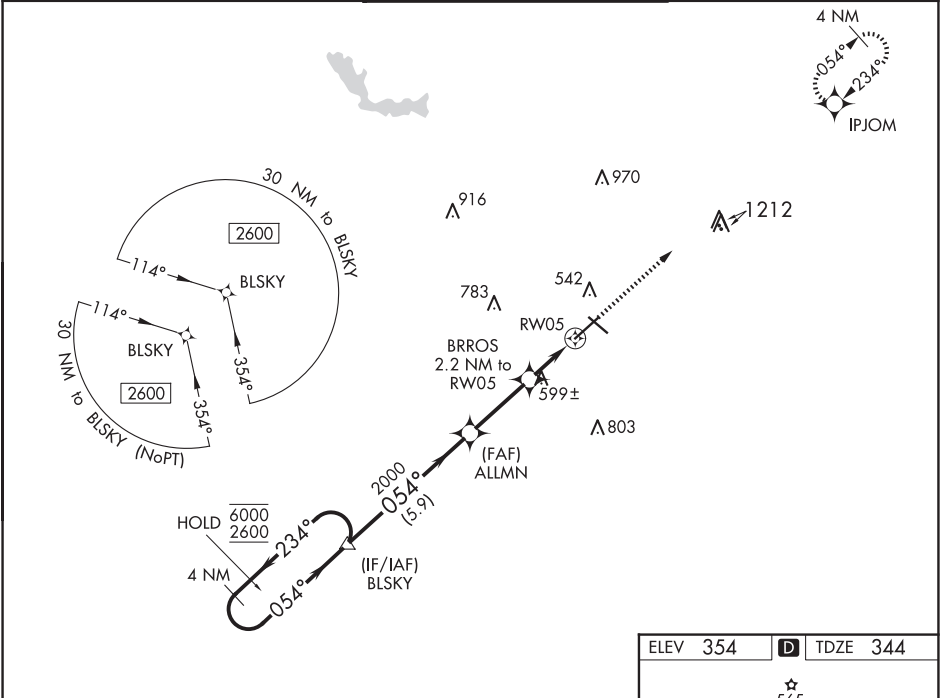 4 NM
054°
234°
IPJOM
970
916
1212
30 NM to BLSKY
2600
114°
BLSKY
354°
114°
BLSKY
2600
354°
30 NM to BLSKY (NoPT)
783
542
RW05
BRROS
2.2 NM to
RW05
599±
803
(FAF)
ALLMN
2000
054°
(5.9)
HOLD
6000
2600
234°
4 NM
054°
(IF/IAF)
BLSKY
ELEV 354 D TDZE 344